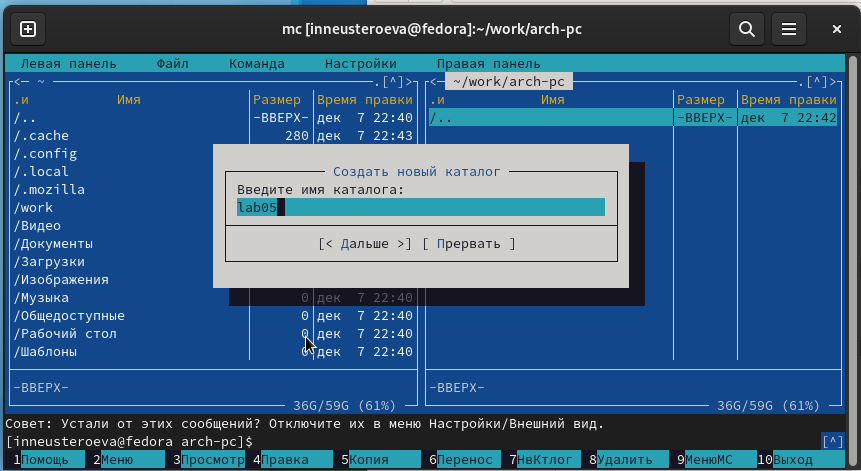 mc [inneusteroeva@fedora]:~/work/arch-pc
Левая панель Файл Команда Настройки Правая панель
<─ ~ .[^]> <─ ~/work/arch-pc .[^]>
.и Имя Размер Время правки .и Имя Размер Время правки
/.. -ВВЕРХ- дек 7 22:40 /.. -ВВЕРХ- дек 7 22:42
/.cache 280 дек 7 22:43
/.config
/.local
/.mozilla
/work
/Видео
/Документы
/Загрузки
/Изображения
Создать новый каталог
Введите имя каталога:
lab05
[< Дальше >] [ Прервать ]
/Музыка 0 дек 7 22:40
/Общедоступные 0 дек 7 22:40
/Рабочий стол 0 дек 7 22:40
/Шаблоны 0 дек 7 22:40
-ВВЕРХ- -ВВЕРХ-
36G/59G (61%) 36G/59G (61%)
Совет: Устали от этих сообщений? Отключите их в меню Настройки/Внешний вид.
[inneusteroeva@fedora arch-pc]$ [^]
1Помощь 2Меню 3Просмотр 4Правка 5Копия 6Перенос 7НвКтлог 8Удалить 9МенюМС 10Выход